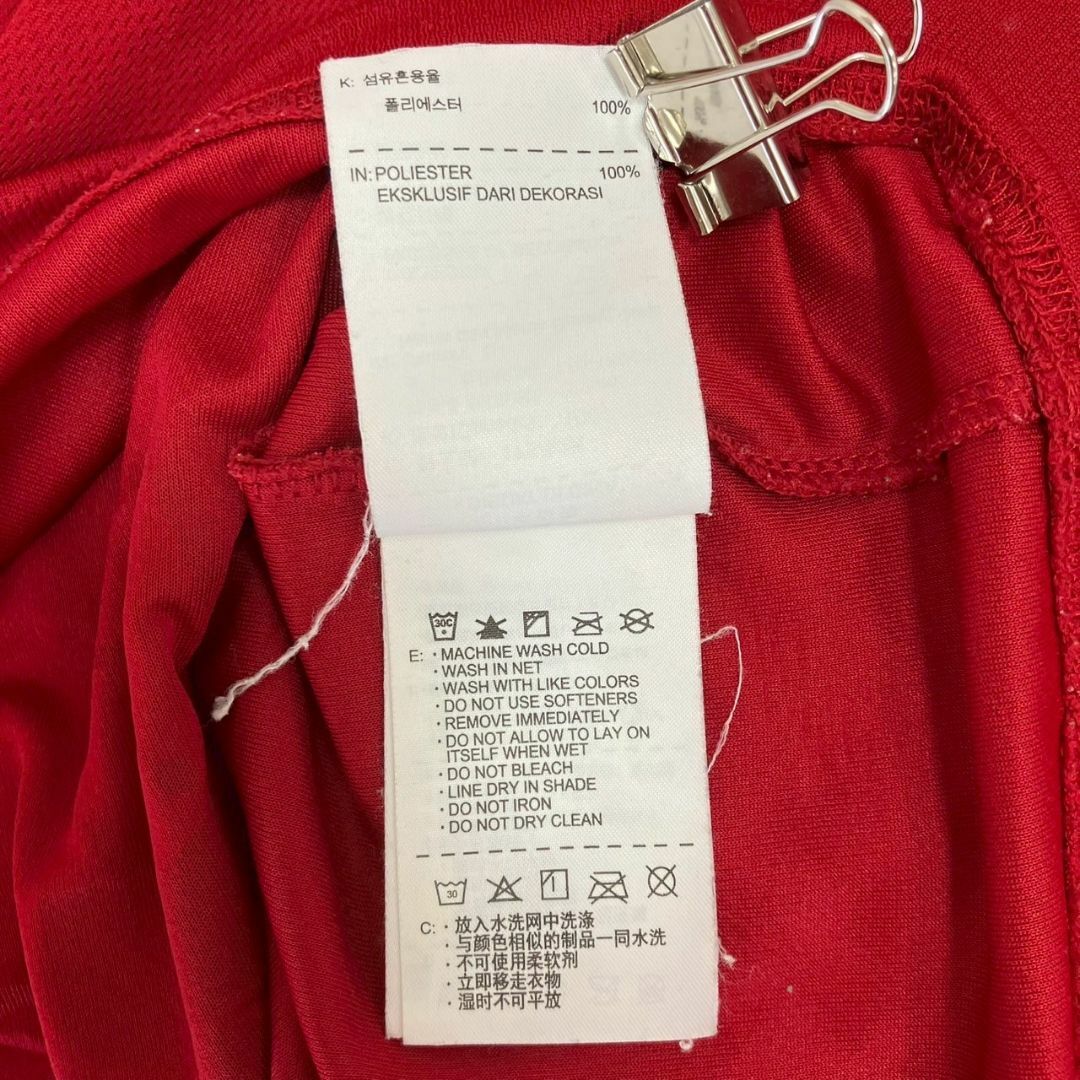 K: 섬유혼용율
폴리에스터 100%
IN: POLIESTER 100%
EKSKLUSIF DARI DEKORASI
30C
E: · MACHINE WASH COLD
· WASH IN NET
· WASH WITH LIKE COLORS
· DO NOT USE SOFTENERS
· REMOVE IMMEDIATELY
· DO NOT ALLOW TO LAY ON
ITSELF WHEN WET
· DO NOT BLEACH
· LINE DRY IN SHADE
· DO NOT IRON
· DO NOT DRY CLEAN
30
C: · 放入水洗网中洗涤
· 与颜色相似的制品一同水洗
· 不可使用柔软剂
· 立即移走衣物
· 湿时不可平放